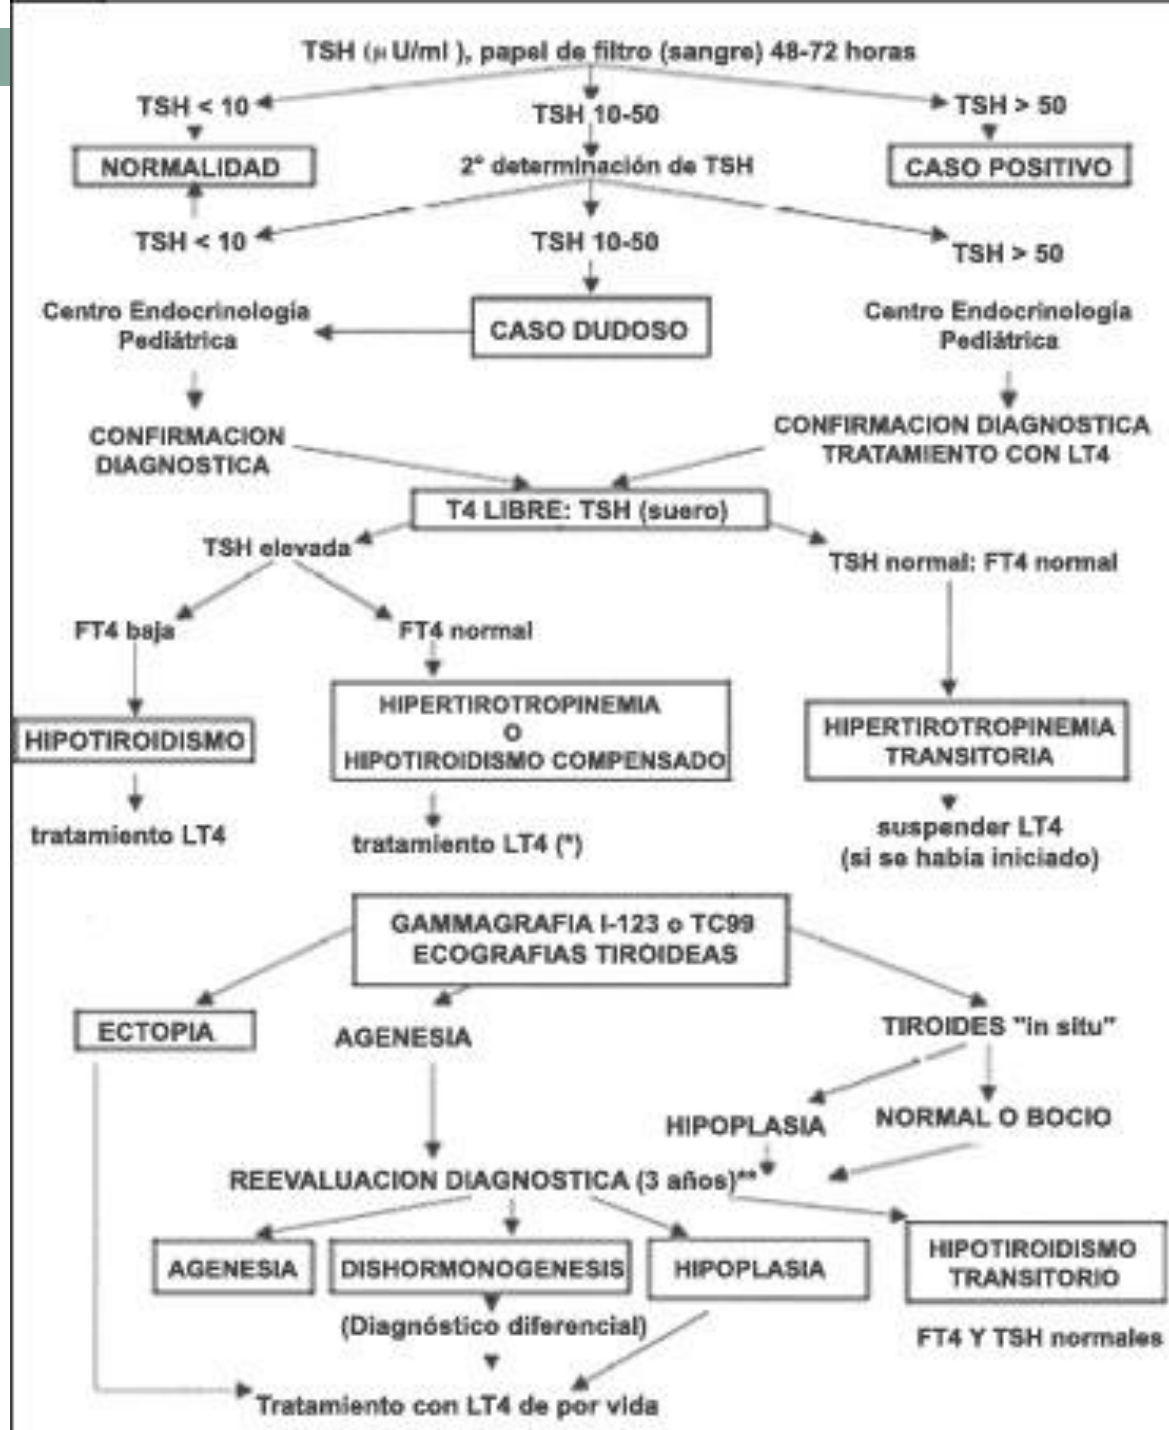 TSH (µ U/ml ), papel de filtro (sangre) 48-72 horas
TSH < 10
TSH 10-50
TSH > 50
NORMALIDAD
2° determinación de TSH
CASO POSITIVO
TSH < 10
TSH 10-50
TSH > 50
Centro Endocrinología
Pediátrica
CASO DUDOSO
Centro Endocrinología
Pediátrica
CONFIRMACION
DIAGNOSTICA
CONFIRMACION DIAGNOSTICA
TRATAMIENTO CON LT4
T4 LIBRE: TSH (suero)
TSH elevada
TSH normal: FT4 normal
FT4 baja
FT4 normal
HIPOTIROIDISMO
HIPERTIROTROPINEMIA
O
HIPOTIROIDISMO COMPENSADO
HIPERTIROTROPINEMIA
TRANSITORIA
tratamiento LT4
tratamiento LT4 (*)
suspender LT4
(si se había iniciado)
GAMMAGRAFIA I-123 o TC99
ECOGRAFIAS TIROIDEAS
ECTOPIA
AGENESIA
TIROIDES "in situ"
HIPOPLASIA
NORMAL O BOCIO
REEVALUACION DIAGNOSTICA (3 años)**
AGENESIA
DISHORMONOGENESIS
HIPOPLASIA
HIPOTIROIDISMO
TRANSITORIO
(Diagnóstico diferencial)
FT4 Y TSH normales
Tratamiento con LT4 de por vida